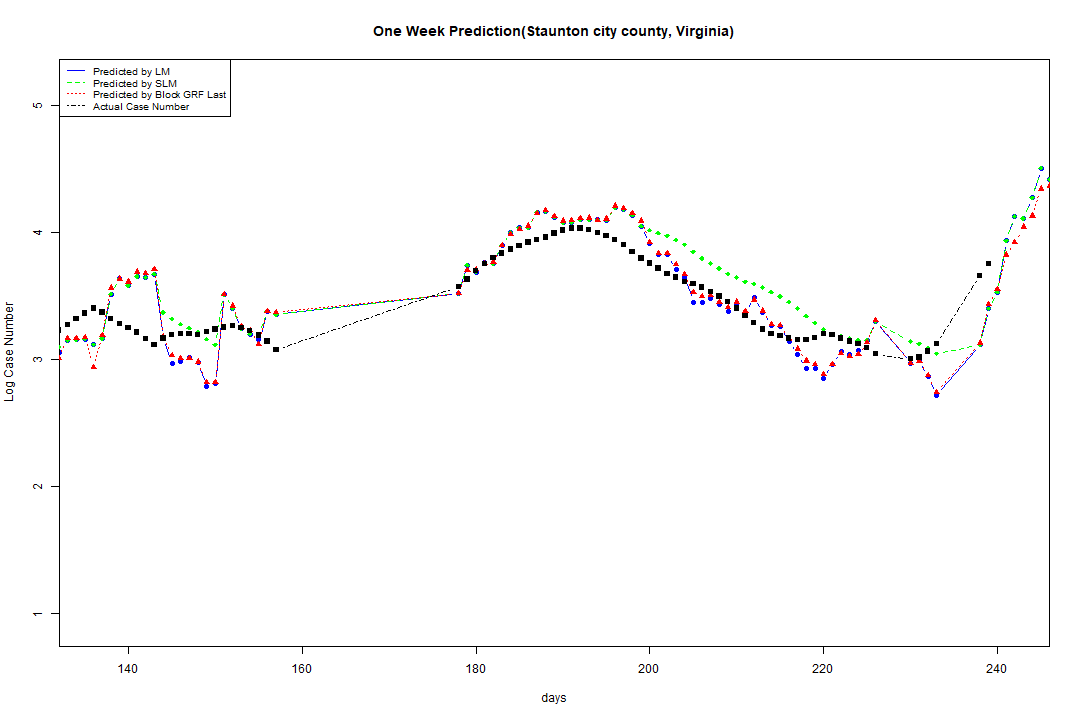 One Week Prediction(Staunton city county, Virginia)
Predicted by LM
Predicted by SLM
Predicted by Block GRF Last
Actual Case Number
5
4
3
2
1
Log Case Number
140 160 180 200 220 240
days